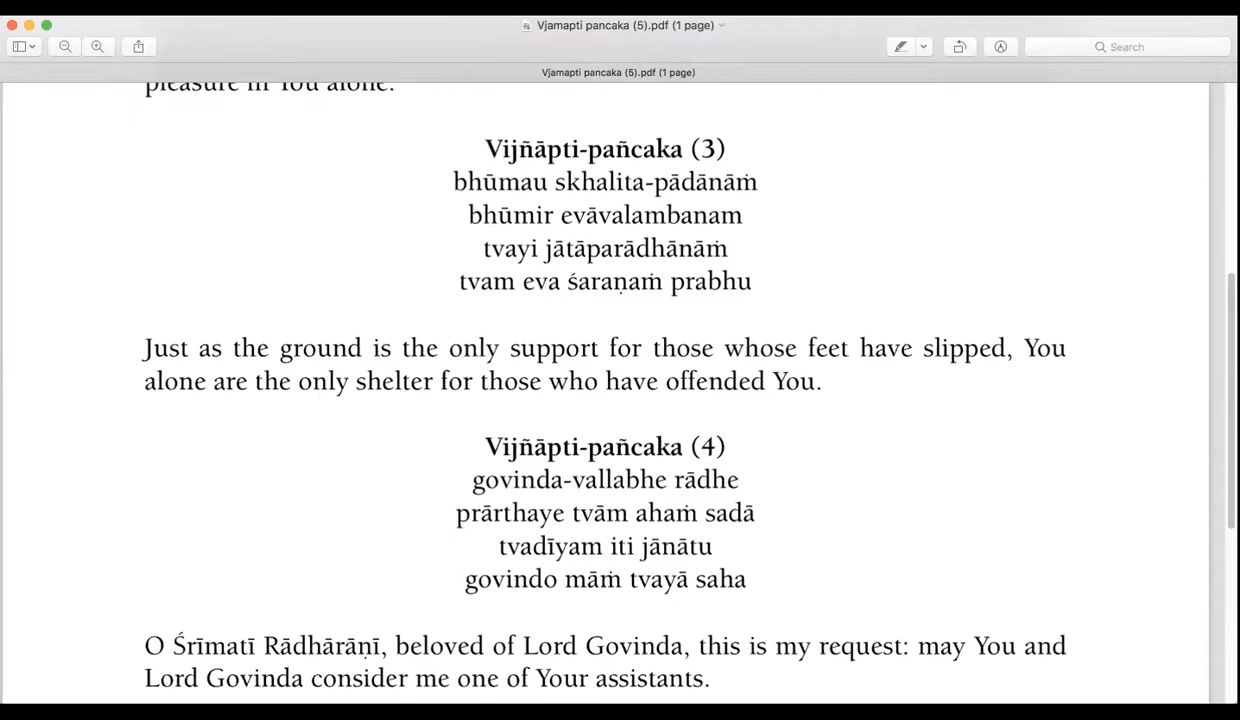 Vjamapti pancaka (5).pdf (1 page)
Search
Vjamapti pancaka (5).pdf (1 page)
pleasure in You alone.
Vijñāpti-pañcaka (3)
bhūmau skhalita-pādānāṁ
bhūmir evāvalambanam
tvayi jātāparādhānāṁ
tvam eva śaraṇaṁ prabhu
Just as the ground is the only support for those whose feet have slipped, You
alone are the only shelter for those who have offended You.
Vijñāpti-pañcaka (4)
govinda-vallabhe rādhe
prārthaye tvām ahaṁ sadā
tvadīyam iti jānātu
govindo māṁ tvayā saha
O Śrīmatī Rādhārāṇī, beloved of Lord Govinda, this is my request: may You and
Lord Govinda consider me one of Your assistants.